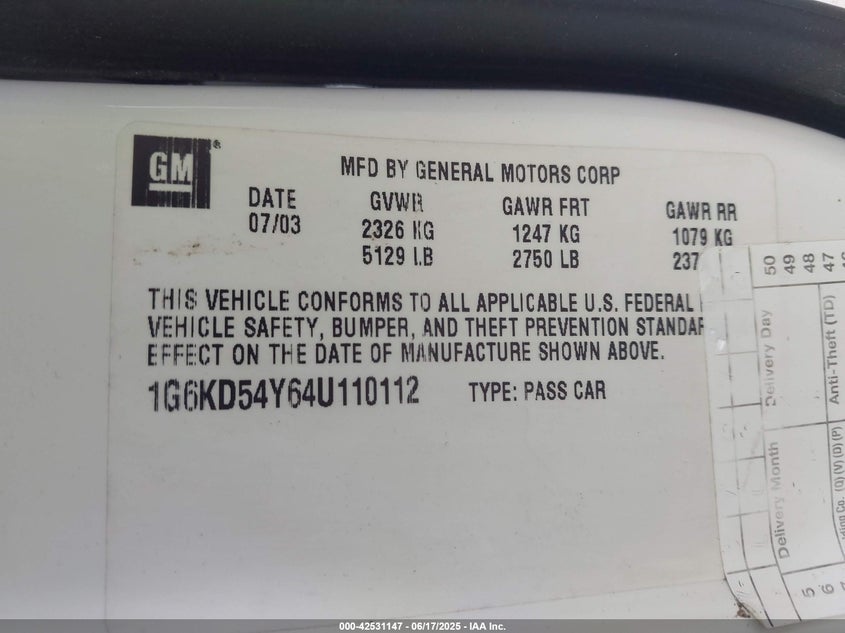 GM®
MFD BY GENERAL MOTORS CORP
DATE GVWR GAWR FRT GAWR RR
07/03 2326 KG 1247 KG 1079 KG
5129 LB 2750 LB 237
THIS VEHICLE CONFORMS TO ALL APPLICABLE U.S. FEDERAL
VEHICLE SAFETY, BUMPER, AND THEFT PREVENTION STANDAR
EFFECT ON THE DATE OF MANUFACTURE SHOWN ABOVE.
1G6KD54Y64U110112 TYPE: PASS CAR
50
49
48
47
Delivery Day
Anti-Theft (TD)
Delivery Month
(Q) (V) (D) (P)
5
6
000-42531147 - 06/17/2025 - IAA Inc.